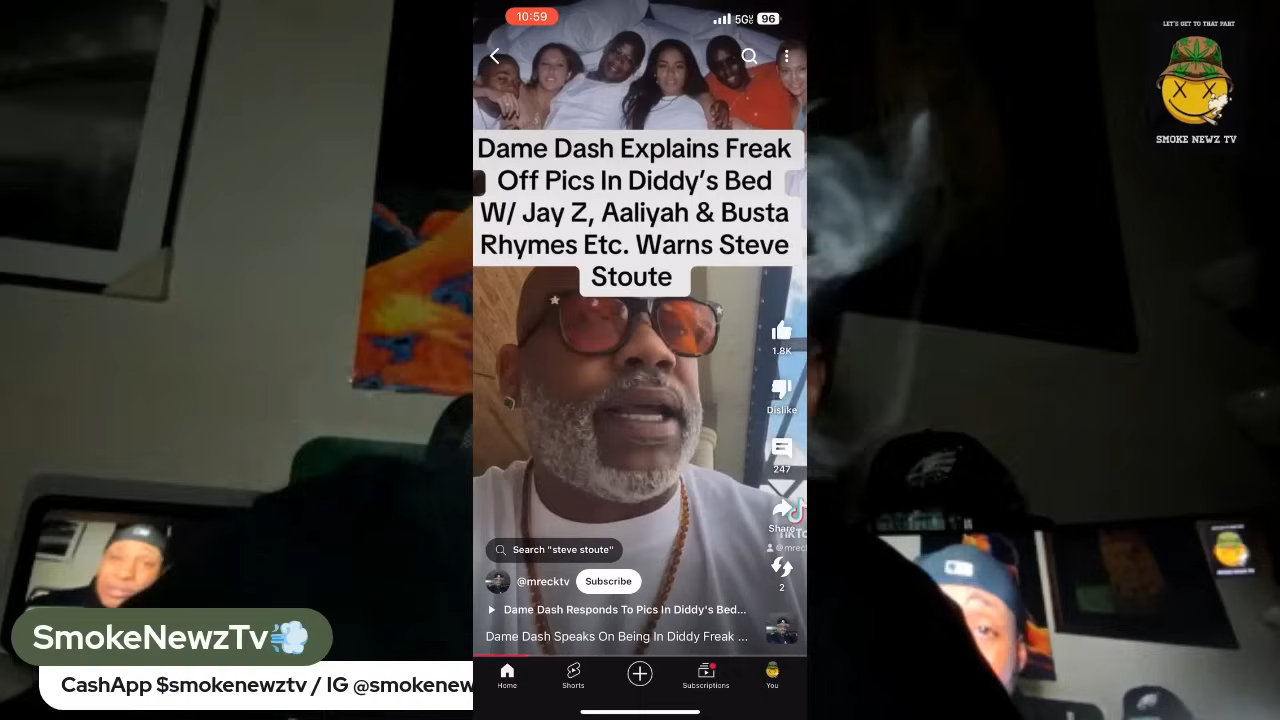 10:59
5G
96
LET'S GET TO THAT PART
SMOKE NEWZ TV
Dame Dash Explains Freak
Off Pics In Diddy's Bed
W/ Jay Z, Aaliyah & Busta
Rhymes Etc. Warns Steve
Stoute
1.8K
Dislike
247
Share
TikTo
@mreck
2
Search "steve stoute"
@mrecktv
Subscribe
Dame Dash Responds To Pics In Diddy's Bed...
Dame Dash Speaks On Being In Diddy Freak ...
Home
Shorts
Subscriptions
You
SmokeNewzTv
CashApp $smokenewztv / IG @smokenew